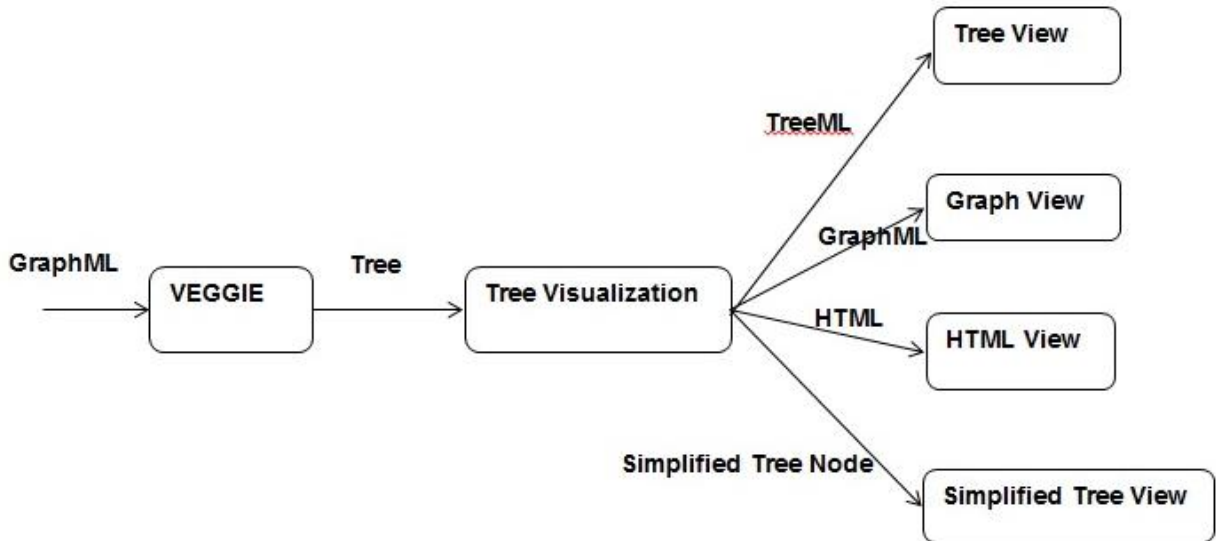 Tree View
TreeML
Graph View
GraphML
GraphML
Tree
VEGGIE
Tree Visualization
HTML
HTML View
Simplified Tree Node
Simplified Tree View